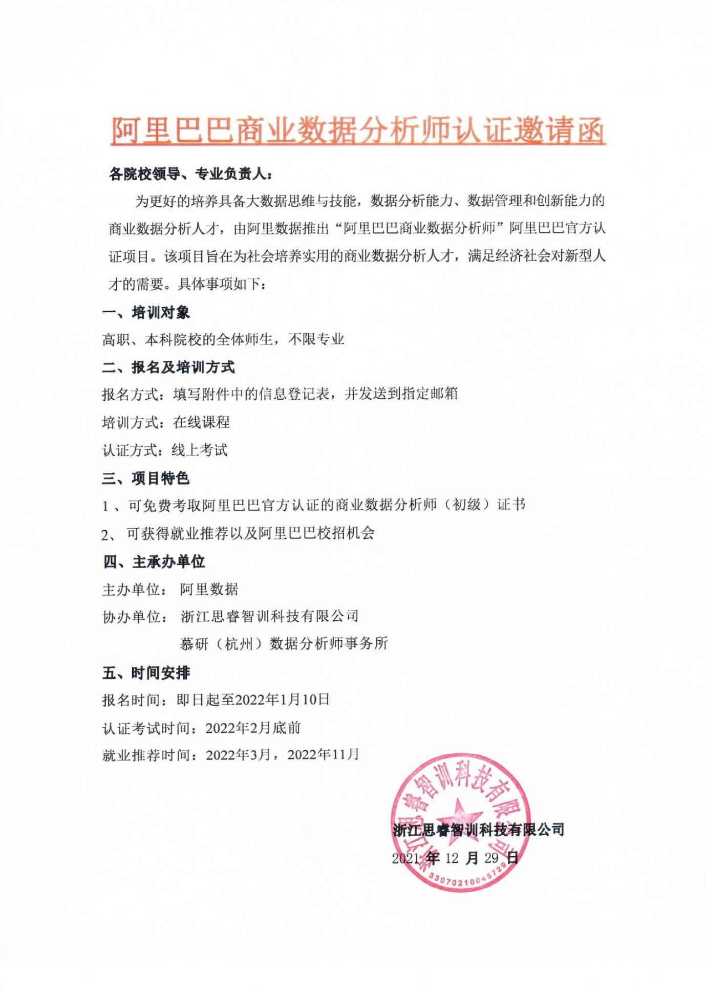 阿里巴巴商业数据分析师认证邀请函
各院校领导、专业负责人：
为更好的培养具备大数据思维与技能，数据分析能力、数据管理和创新能力的
商业数据分析人才，由阿里数据推出“阿里巴巴商业数据分析师”阿里巴巴官方认
证项目。该项目旨在为社会培养实用的商业数据分析人才，满足经济社会对新型人
才的需要。具体事项如下：
一、培训对象
高职、本科院校的全体师生，不限专业
二、报名及培训方式
报名方式：填写附件中的信息登记表，并发送到指定邮箱
培训方式：在线课程
认证方式：线上考试
三、项目特色
1、可免费考取阿里巴巴官方认证的商业数据分析师（初级）证书
2、 可获得就业推荐以及阿里巴巴校招机会
四、主承办单位
主办单位： 阿里数据
协办单位： 浙江思睿智训科技有限公司
慕研（杭州）数据分析师事务所
五、时间安排
报名时间：即日起至2022年1月10日
认证考试时间：2022年2月底前
就业推荐时间：2022年3月，2022年11月
浙江思睿智训科技有限公司
浙江思睿智训科技有限公司
2021 年 12 月 29 日
33070210045729